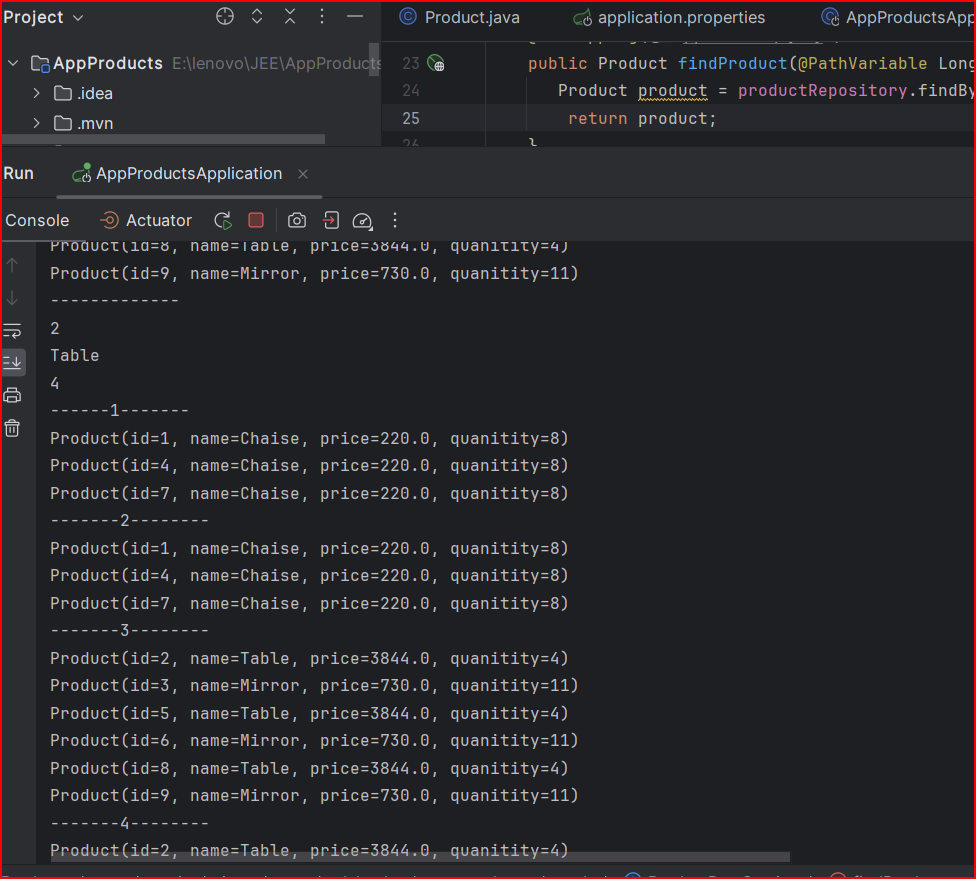 Project
Product.java
application.properties
AppProductsApp
AppProducts E:\lenovo\JEE\AppProducts
.idea
.mvn
23 public Product findProduct(@PathVariable Long
24 Product product = productRepository.findBy
25 return product;
26 }
Run
AppProductsApplication
Console
Actuator
Product(id=8, name=Table, price=3844.0, quanitity=4)
Product(id=9, name=Mirror, price=730.0, quanitity=11)
-------------
2
Table
4
------1-------
Product(id=1, name=Chaise, price=220.0, quanitity=8)
Product(id=4, name=Chaise, price=220.0, quanitity=8)
Product(id=7, name=Chaise, price=220.0, quanitity=8)
-------2--------
Product(id=1, name=Chaise, price=220.0, quanitity=8)
Product(id=4, name=Chaise, price=220.0, quanitity=8)
Product(id=7, name=Chaise, price=220.0, quanitity=8)
-------3--------
Product(id=2, name=Table, price=3844.0, quanitity=4)
Product(id=3, name=Mirror, price=730.0, quanitity=11)
Product(id=5, name=Table, price=3844.0, quanitity=4)
Product(id=6, name=Mirror, price=730.0, quanitity=11)
Product(id=8, name=Table, price=3844.0, quanitity=4)
Product(id=9, name=Mirror, price=730.0, quanitity=11)
-------4--------
Product(id=2, name=Table, price=3844.0, quanitity=4)